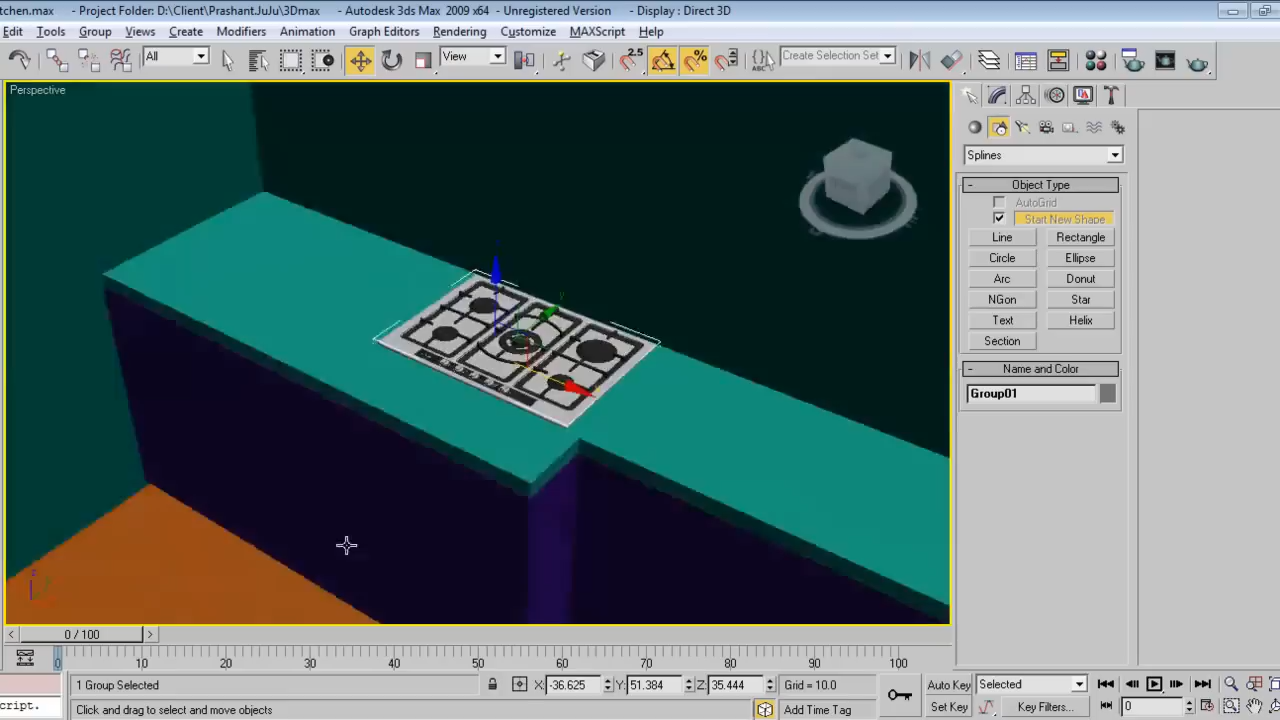 tchen.max - Project Folder: D:\Client\Prashant.JuJu\3Dmax - Autodesk 3ds Max 2009 x64 - Unregistered Version - Display : Direct 3D
Edit Tools Group Views Create Modifiers Animation Graph Editors Rendering Customize MAXScript Help
All View 2.5 % ABC Create Selection Set
Perspective
Splines
- Object Type
AutoGrid
Start New Shape
Line Rectangle
Circle Ellipse
Arc Donut
NGon Star
Text Helix
Section
- Name and Color
Group01
< 0 / 100 >
0 10 20 30 40 50 60 70 80 90 100
1 Group Selected X: -36.625 Y: 51.384 Z: 35.444 Grid = 10.0 Auto Key Selected
cript. Click and drag to select and move objects Add Time Tag Set Key Key Filters... 0